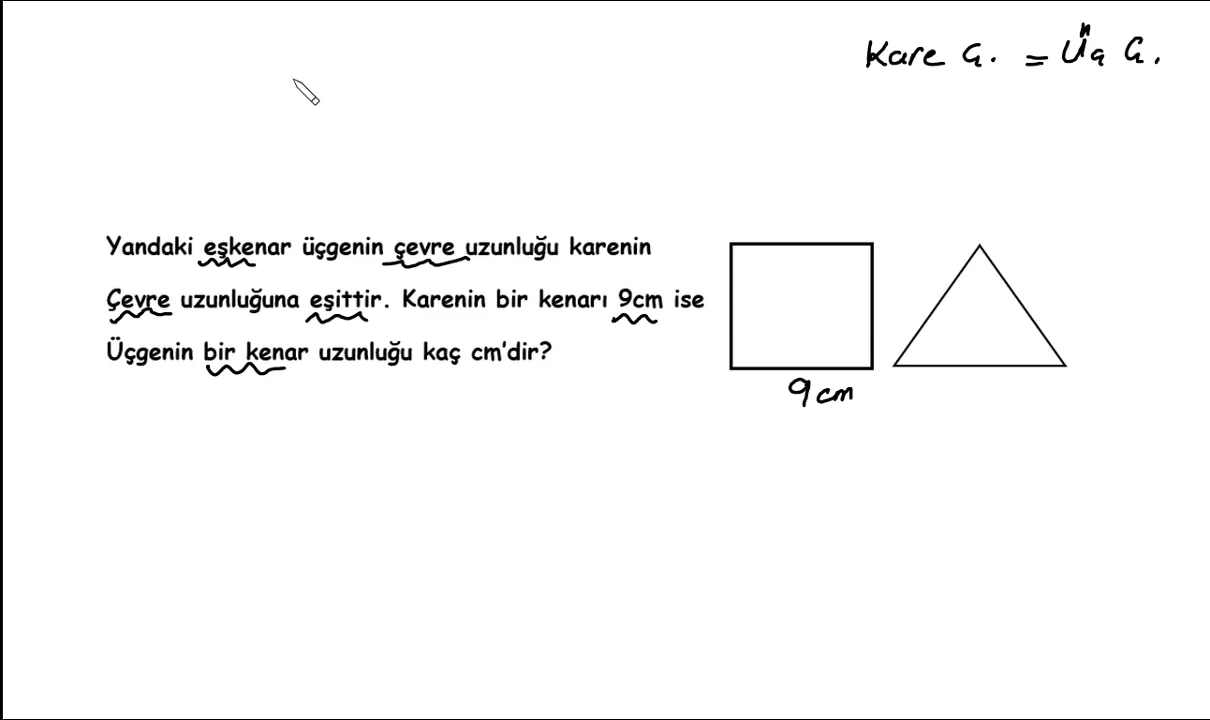 Kare Ç. = Üç Ç.
Yandaki eşkenar üçgenin çevre uzunluğu karenin
Çevre uzunluğuna eşittir. Karenin bir kenarı 9cm ise
Üçgenin bir kenar uzunluğu kaç cm'dir?
9cm